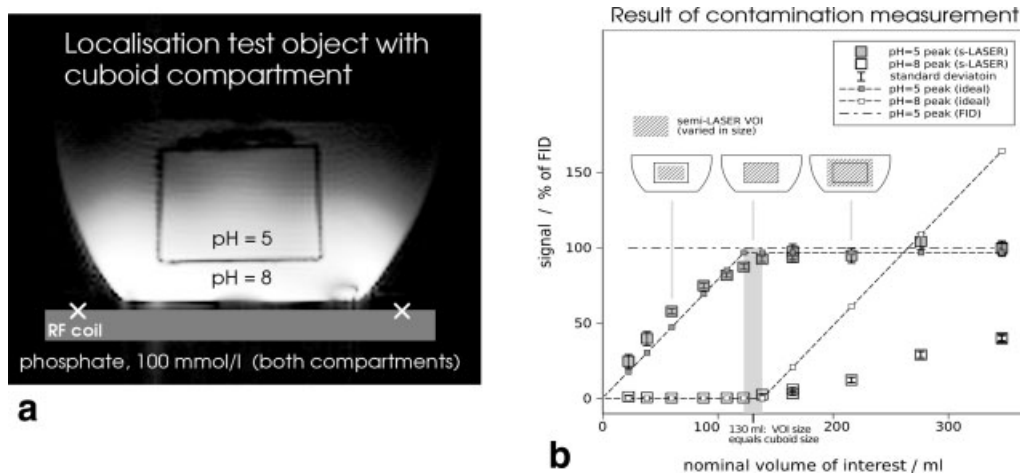 Localisation test object with
cuboid compartment
pH = 5
pH = 8
RF coil
phosphate, 100 mmol/l (both compartments)
a
Result of contamination measurement
pH=5 peak (s-LASER)
pH=8 peak (s-LASER)
standard deviatoin
pH=5 peak (ideal)
pH=8 peak (ideal)
pH=5 peak (FID)
semi-LASER VOI
(varied in size)
signal / % of FID
150
100
50
0
0
100
200
300
130 ml: VOI size
equals cuboid size
nominal volume of interest / ml
b